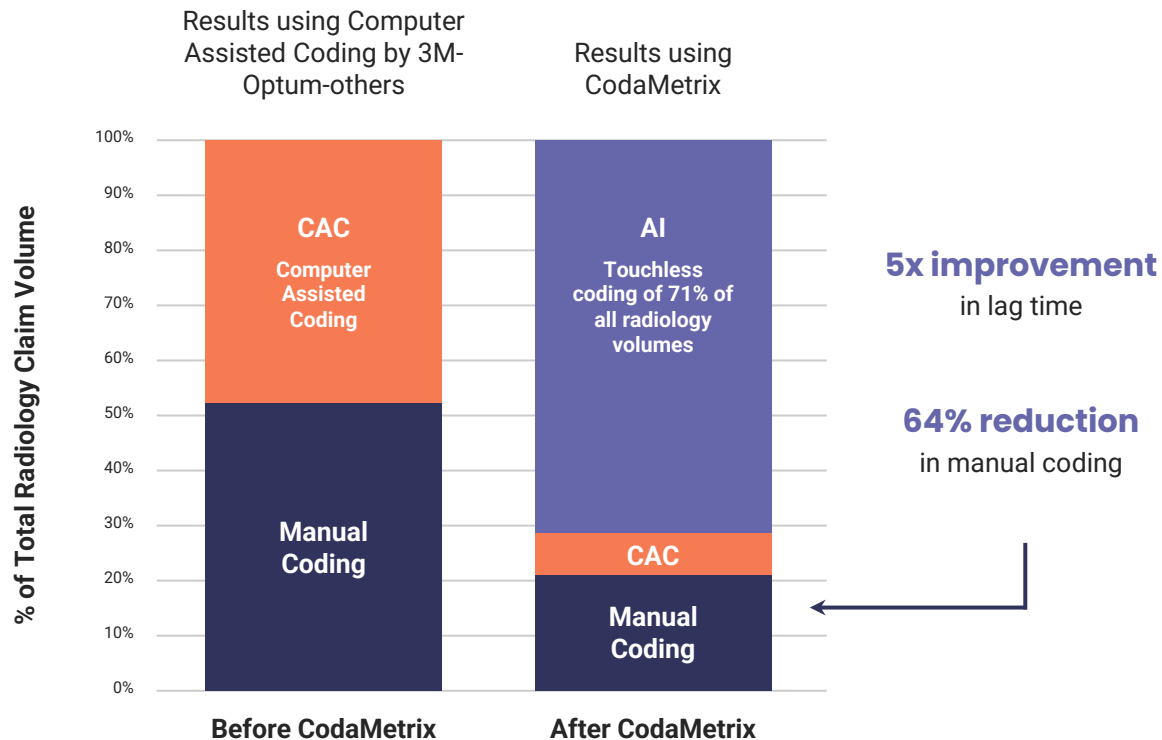 Results using Computer
Assisted Coding by 3M-
Optum-others
Results using
CodaMetrix
% of Total Radiology Claim Volume
100%
90%
80%
70%
60%
50%
40%
30%
20%
10%
0%
CAC
Computer
Assisted
Coding
Manual
Coding
AI
Touchless
coding of 71% of
all radiology
volumes
CAC
Manual
Coding
Before CodaMetrix
After CodaMetrix
5x improvement
in lag time
64% reduction
in manual coding